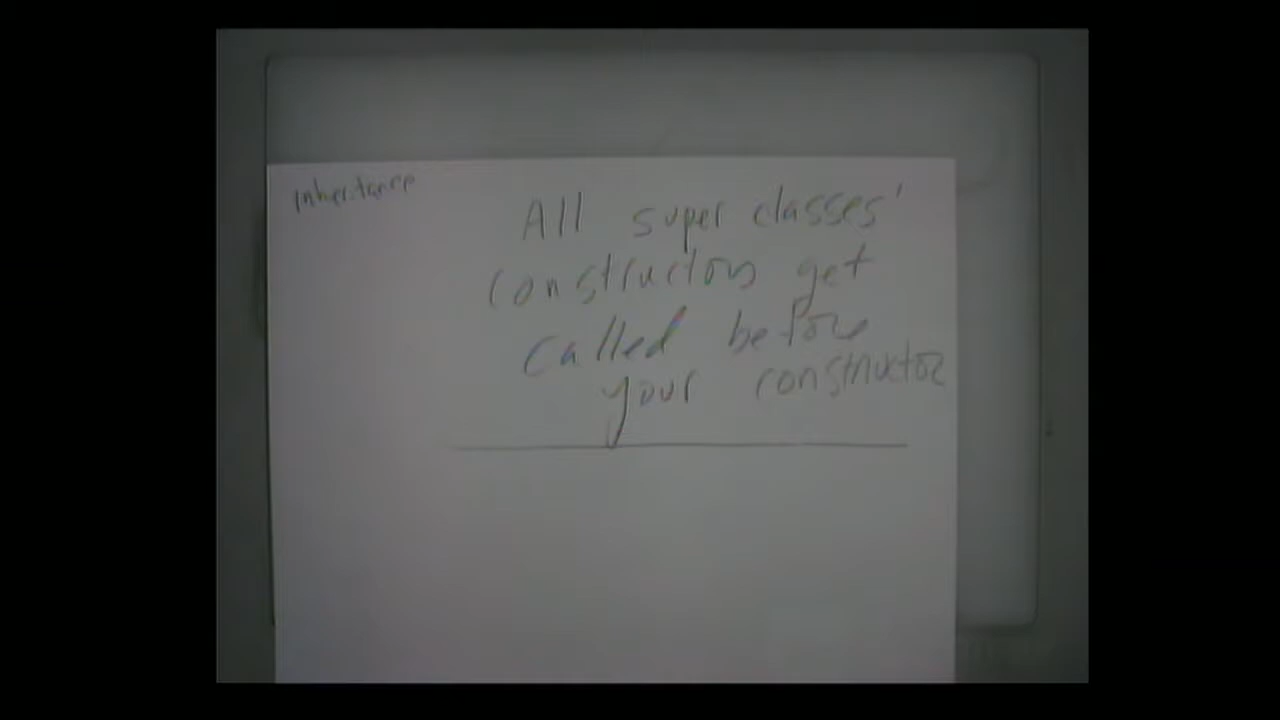 Inheritance
All super classes'
constructors get
called before
your constructor